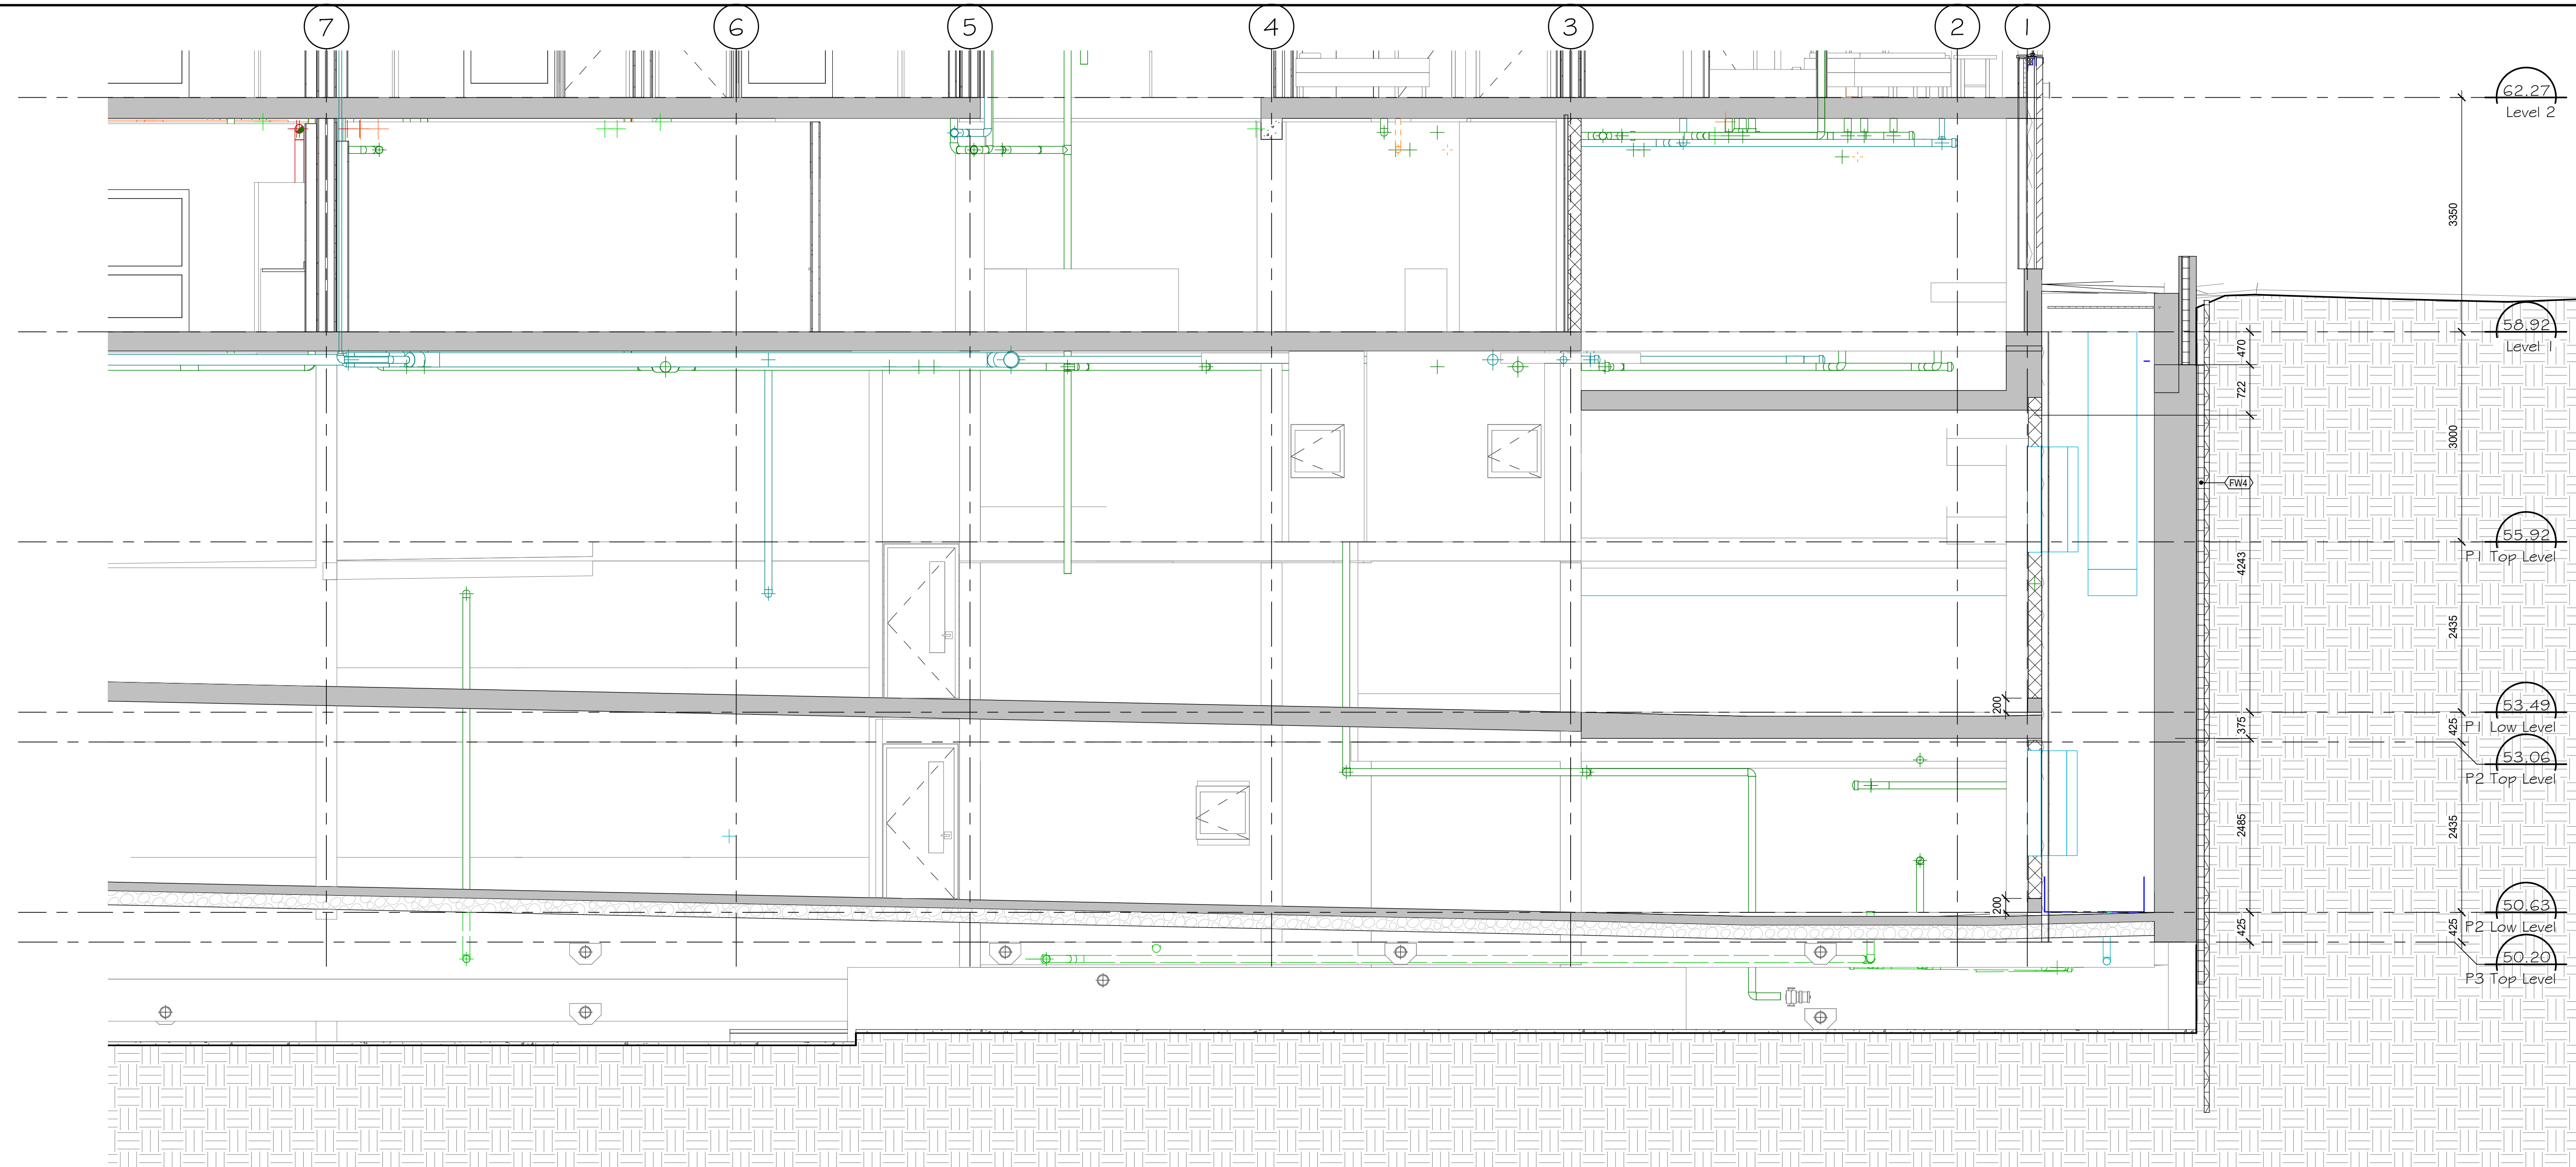 7 6 5 4 3 2 1
62.27
Level 2
3350
58.92
Level 1
470
722
3000
FW4
55.92
P1 Top Level
4243
2435
200
53.49
P1 Low Level
375
425
53.06
P2 Top Level
2485
2435
200
50.63
P2 Low Level
425
425
50.20
P3 Top Level